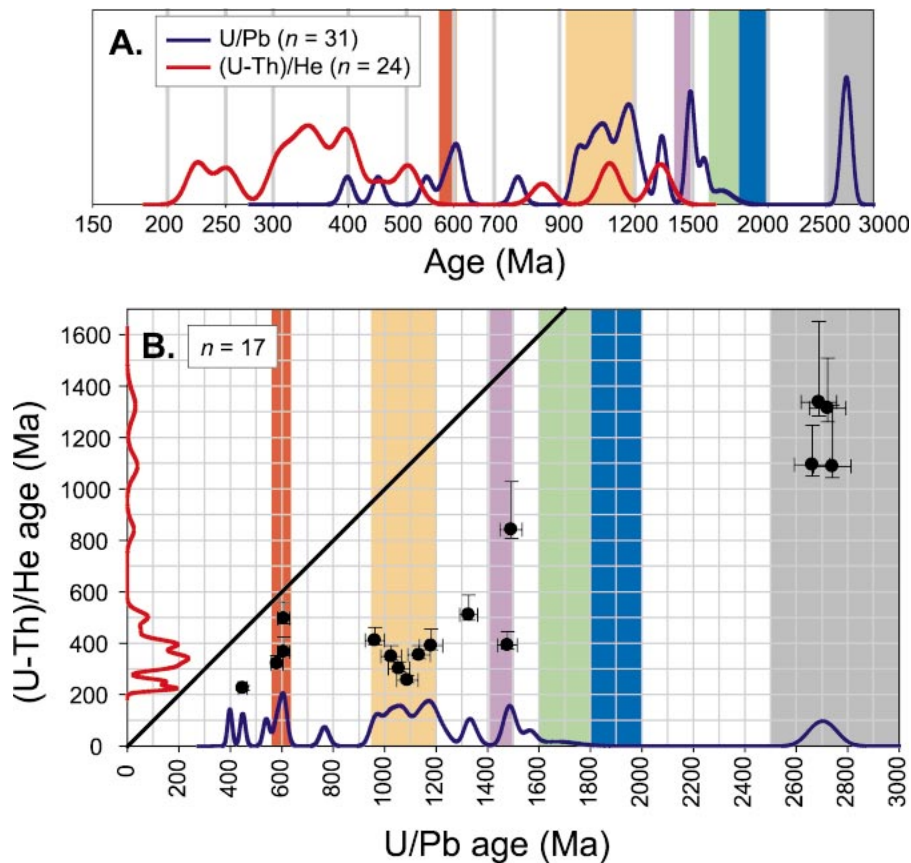 A.
U/Pb (n = 31)
(U-Th)/He (n = 24)
150 200 250 300 400 500 600 700 900 1200 1500 2000 2500 3000
Age (Ma)
B.
n = 17
1600
1400
1200
1000
800
600
400
200
0
(U-Th)/He age (Ma)
0 200 400 600 800 1000 1200 1400 1600 1800 2000 2200 2400 2600 2800 3000
U/Pb age (Ma)